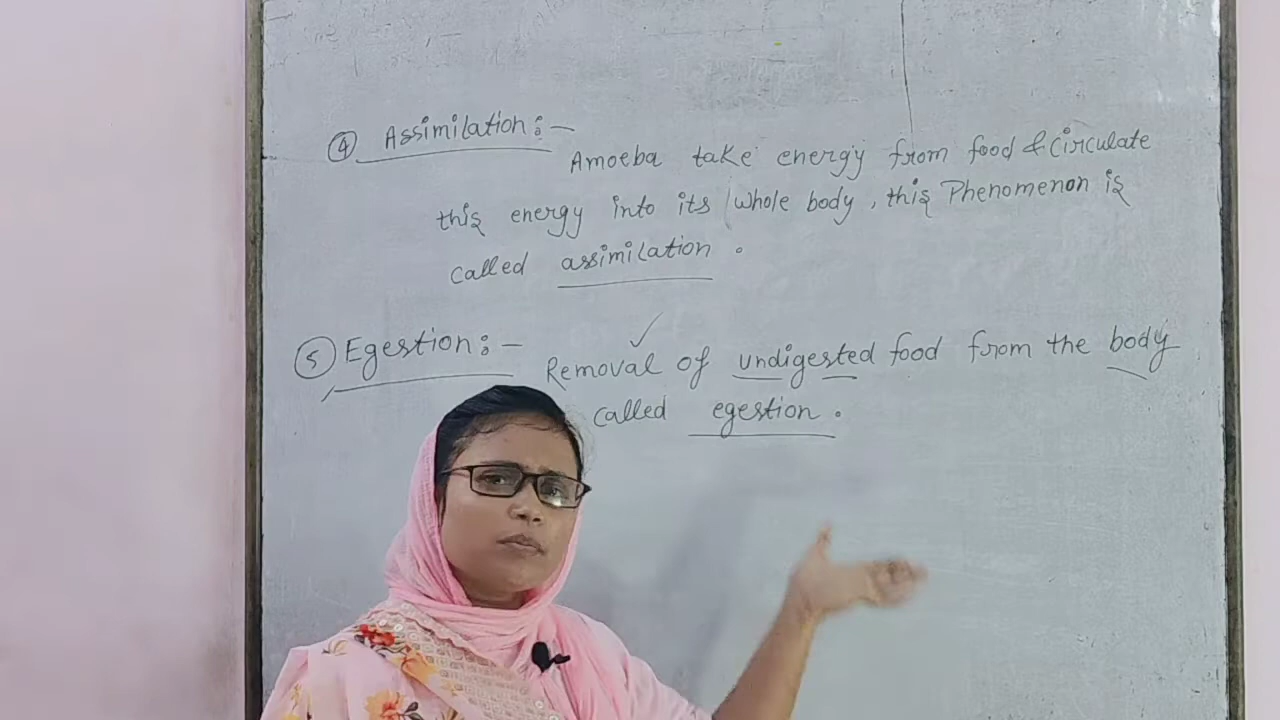 ④ Assimilation:-
Amoeba take energy from food & circulate
this energy into its whole body, this Phenomenon is
called assimilation.
⑤ Egestion:- Removal of undigested food from the body
called egestion.